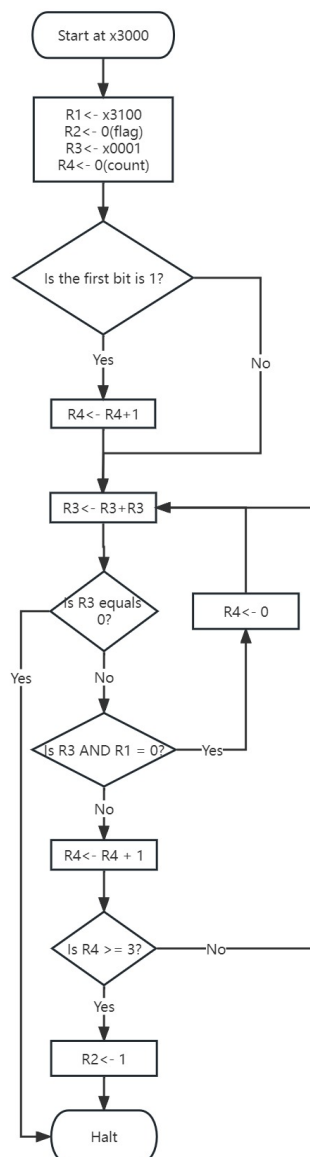 Start at x3000
R1<- x3100
R2<- 0(flag)
R3<- x0001
R4<- 0(count)
Is the first bit is 1?
Yes
No
R4<- R4+1
R3<- R3+R3
Is R3 equals
0?
R4<- 0
Yes
No
Is R3 AND R1 = 0?
Yes
No
R4<- R4 + 1
Is R4 >= 3?
No
Yes
R2<- 1
Halt